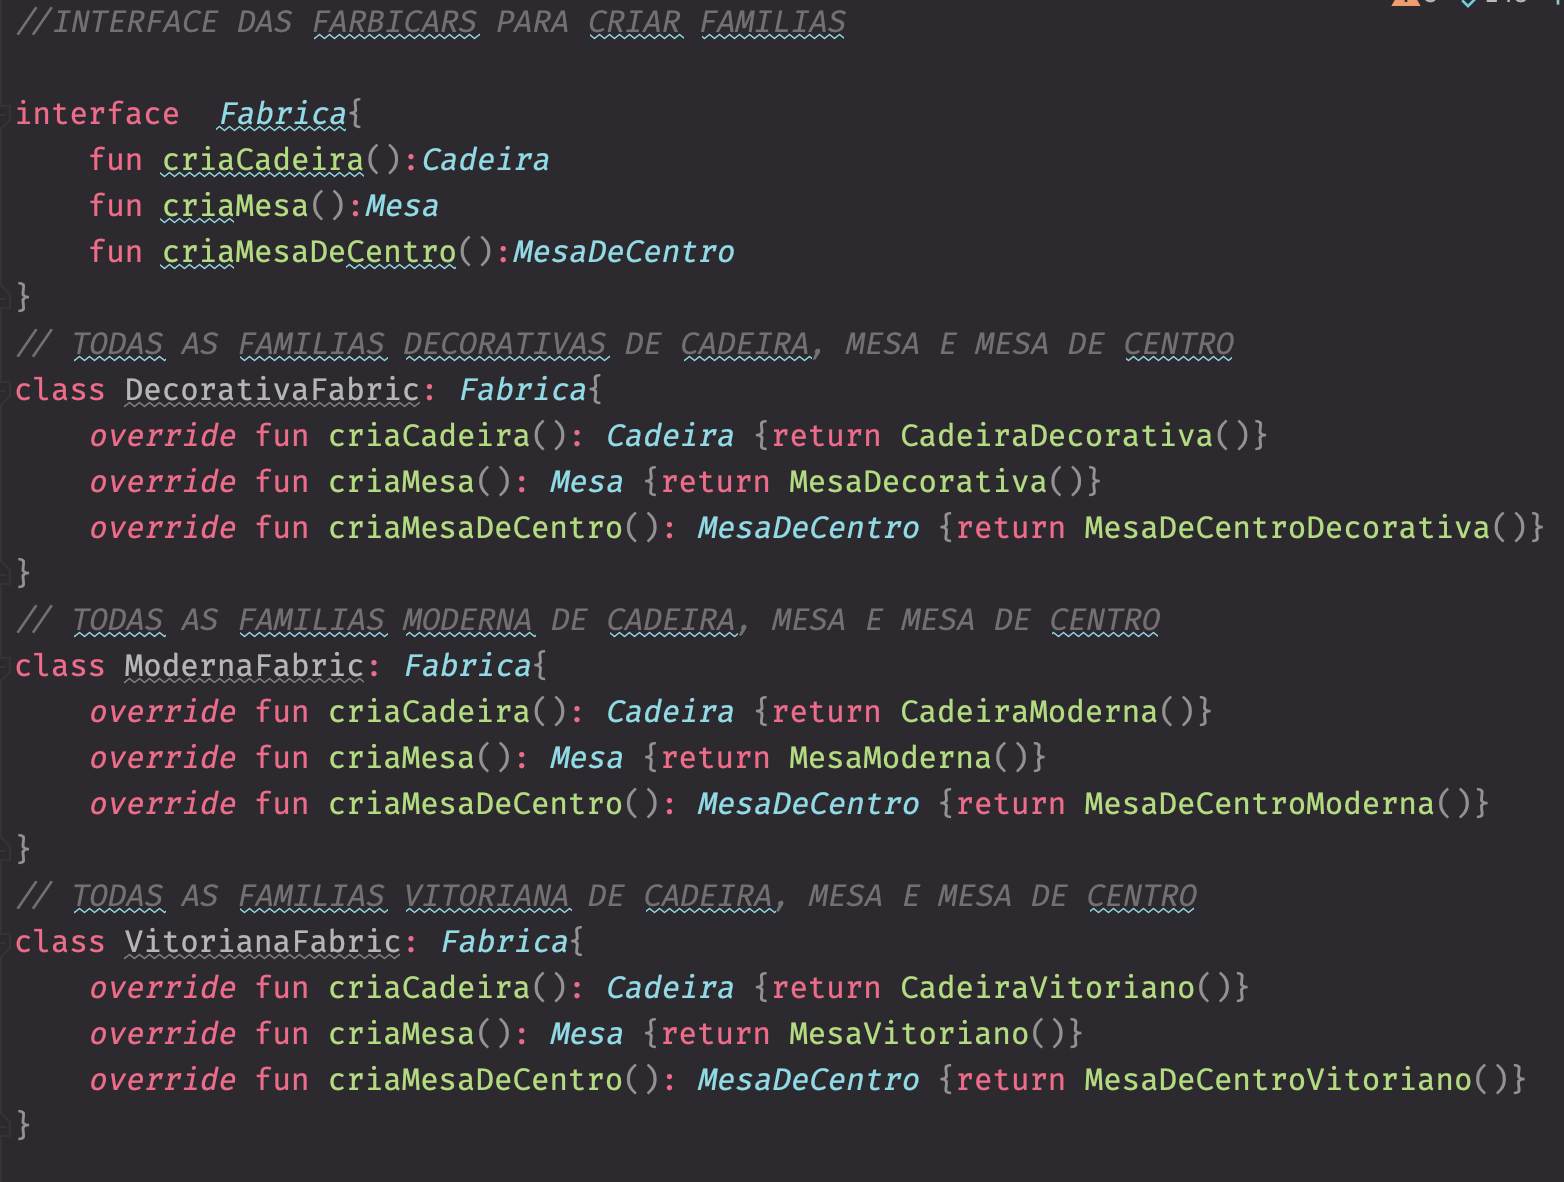 //INTERFACE DAS FARBICARS PARA CRIAR FAMILIAS
interface  Fabrica{
    fun criaCadeira():Cadeira
    fun criaMesa():Mesa
    fun criaMesaDeCentro():MesaDeCentro
}
// TODAS AS FAMILIAS DECORATIVAS DE CADEIRA, MESA E MESA DE CENTRO
class DecorativaFabric: Fabrica{
    override fun criaCadeira(): Cadeira {return CadeiraDecorativa()}
    override fun criaMesa(): Mesa {return MesaDecorativa()}
    override fun criaMesaDeCentro(): MesaDeCentro {return MesaDeCentroDecorativa()}
}
// TODAS AS FAMILIAS MODERNA DE CADEIRA, MESA E MESA DE CENTRO
class ModernaFabric: Fabrica{
    override fun criaCadeira(): Cadeira {return CadeiraModerna()}
    override fun criaMesa(): Mesa {return MesaModerna()}
    override fun criaMesaDeCentro(): MesaDeCentro {return MesaDeCentroModerna()}
}
// TODAS AS FAMILIAS VITORIANA DE CADEIRA, MESA E MESA DE CENTRO
class VitorianaFabric: Fabrica{
    override fun criaCadeira(): Cadeira {return CadeiraVitoriano()}
    override fun criaMesa(): Mesa {return MesaVitoriano()}
    override fun criaMesaDeCentro(): MesaDeCentro {return MesaDeCentroVitoriano()}
}